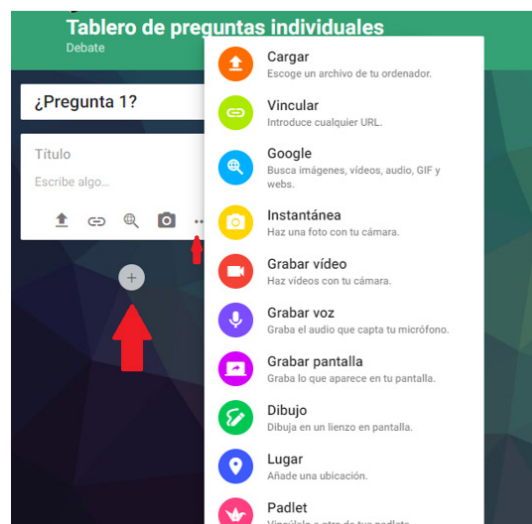 Tablero de preguntas individuales
Debate
¿Pregunta 1?
Título
Escribe algo...
Cargar
Escoge un archivo de tu ordenador.
Vincular
Introduce cualquier URL.
Google
Busca imágenes, vídeos, audio, GIF y
webs.
Instantánea
Haz una foto con tu cámara.
Grabar vídeo
Haz vídeos con tu cámara.
Grabar voz
Graba el audio que capta tu micrófono.
Grabar pantalla
Graba lo que aparece en tu pantalla.
Dibujo
Dibuja en un lienzo en pantalla.
Lugar
Añade una ubicación.
Padlet